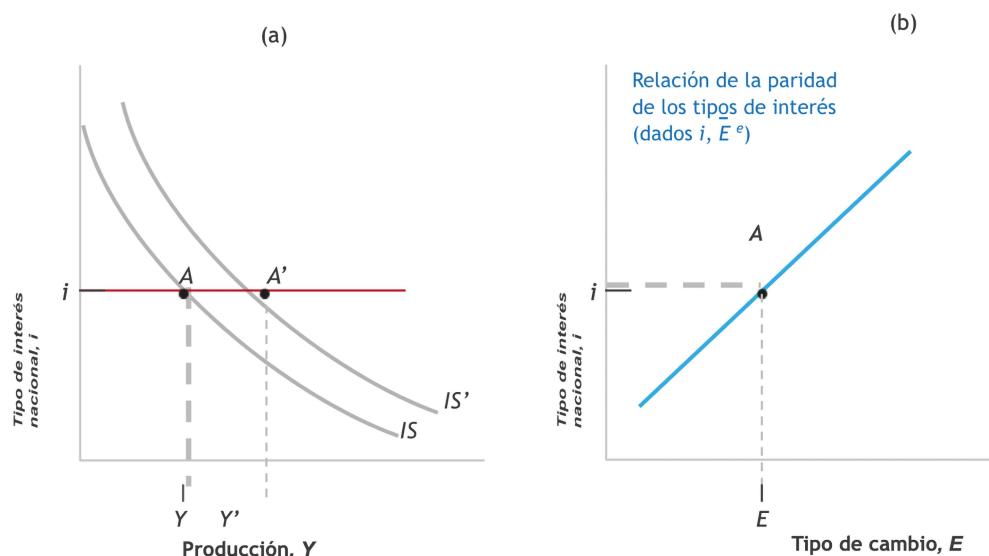 (a)
Tipo de interés
nacional, i
i
A
A’
IS’
IS
Y
Y’
Producción, Y
(b)
Relación de la paridad
de los tipos de interés
(dados i, E̅ ᵉ)
Tipo de interés
nacional, i
i
A
E
Tipo de cambio, E